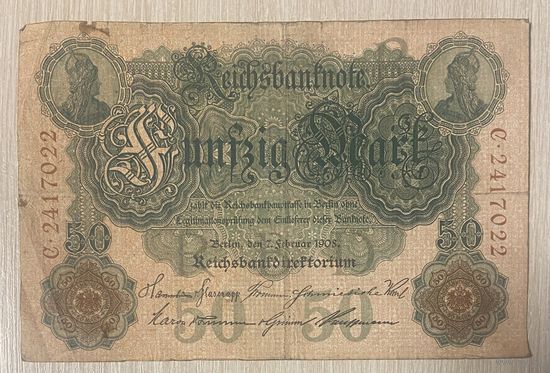 Reichsbanknote
Fünfzig Mark
C·2417022
C·2417022
zahlt die Reichsbankhauptkasse in Berlin ohne
Legitimationsprüfung dem Einlieferer dieser Banknote.
Berlin, den 7. Februar 1908.
Reichsbankdirektorium
50
50
50
50